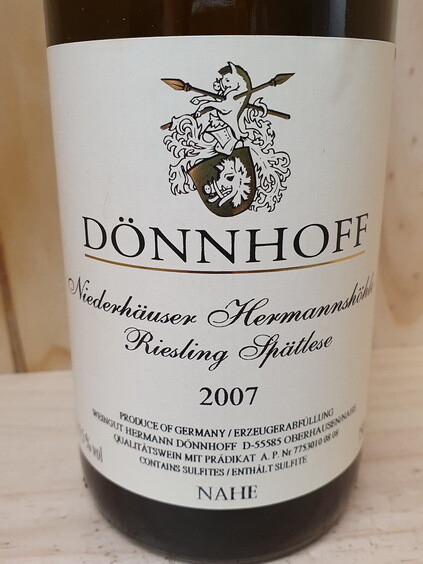 DÖNNHOFF
Niederhäuser Hermannshöhle
Riesling Spätlese
2007
PRODUCE OF GERMANY / ERZEUGERABFÜLLUNG
WEINGUT HERMANN DÖNNHOFF D-55585 OBERHAUSEN/NAHE
QUALITÄTSWEIN MIT PRÄDIKAT A. P. Nr 7753010 08 08
% vol
CONTAINS SULFITES / ENTHÄLT SULFITE
NAHE